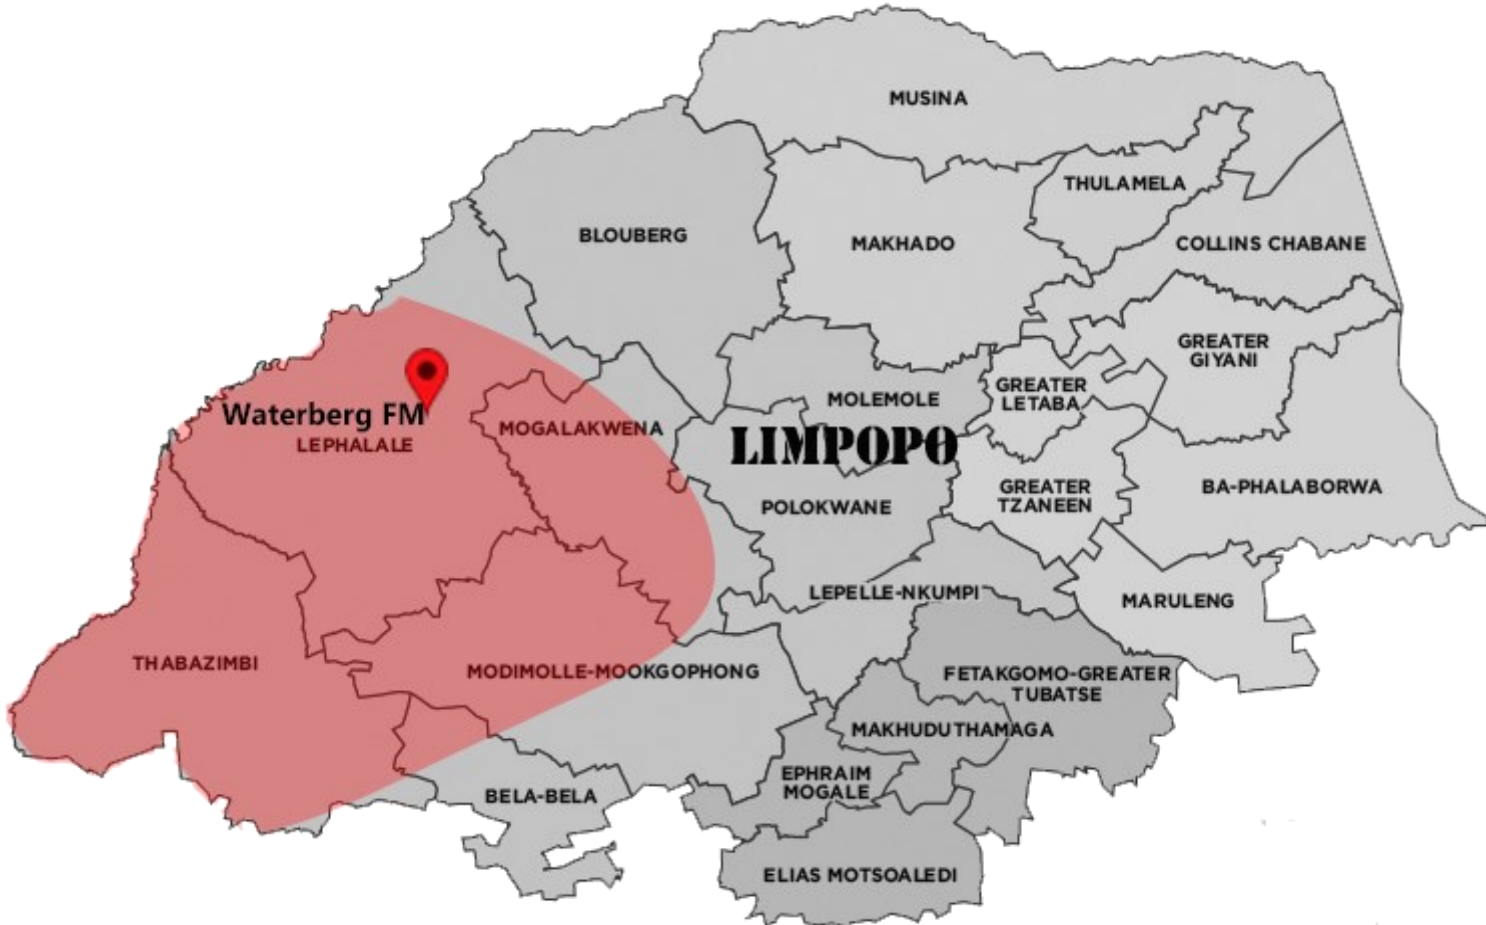 MUSINA
THULAMELA
BLOUBERG
MAKHADO
COLLINS CHABANE
GREATER
GIYANI
GREATER
LETABA
MOLEMOLE
Waterberg FM
LEPHALALE
MOGALAKWENA
LIMPOPO
GREATER
TZANEEN
BA-PHALABORWA
POLOKWANE
LEPELLE-NKUMPI
MARULENG
THABAZIMBI
MODIMOLLE-MOOKGOPHONG
FETAKGOMO-GREATER
TUBATSE
MAKHUDUTHAMAGA
EPHRAIM
MOGALE
BELA-BELA
ELIAS MOTSOALEDI